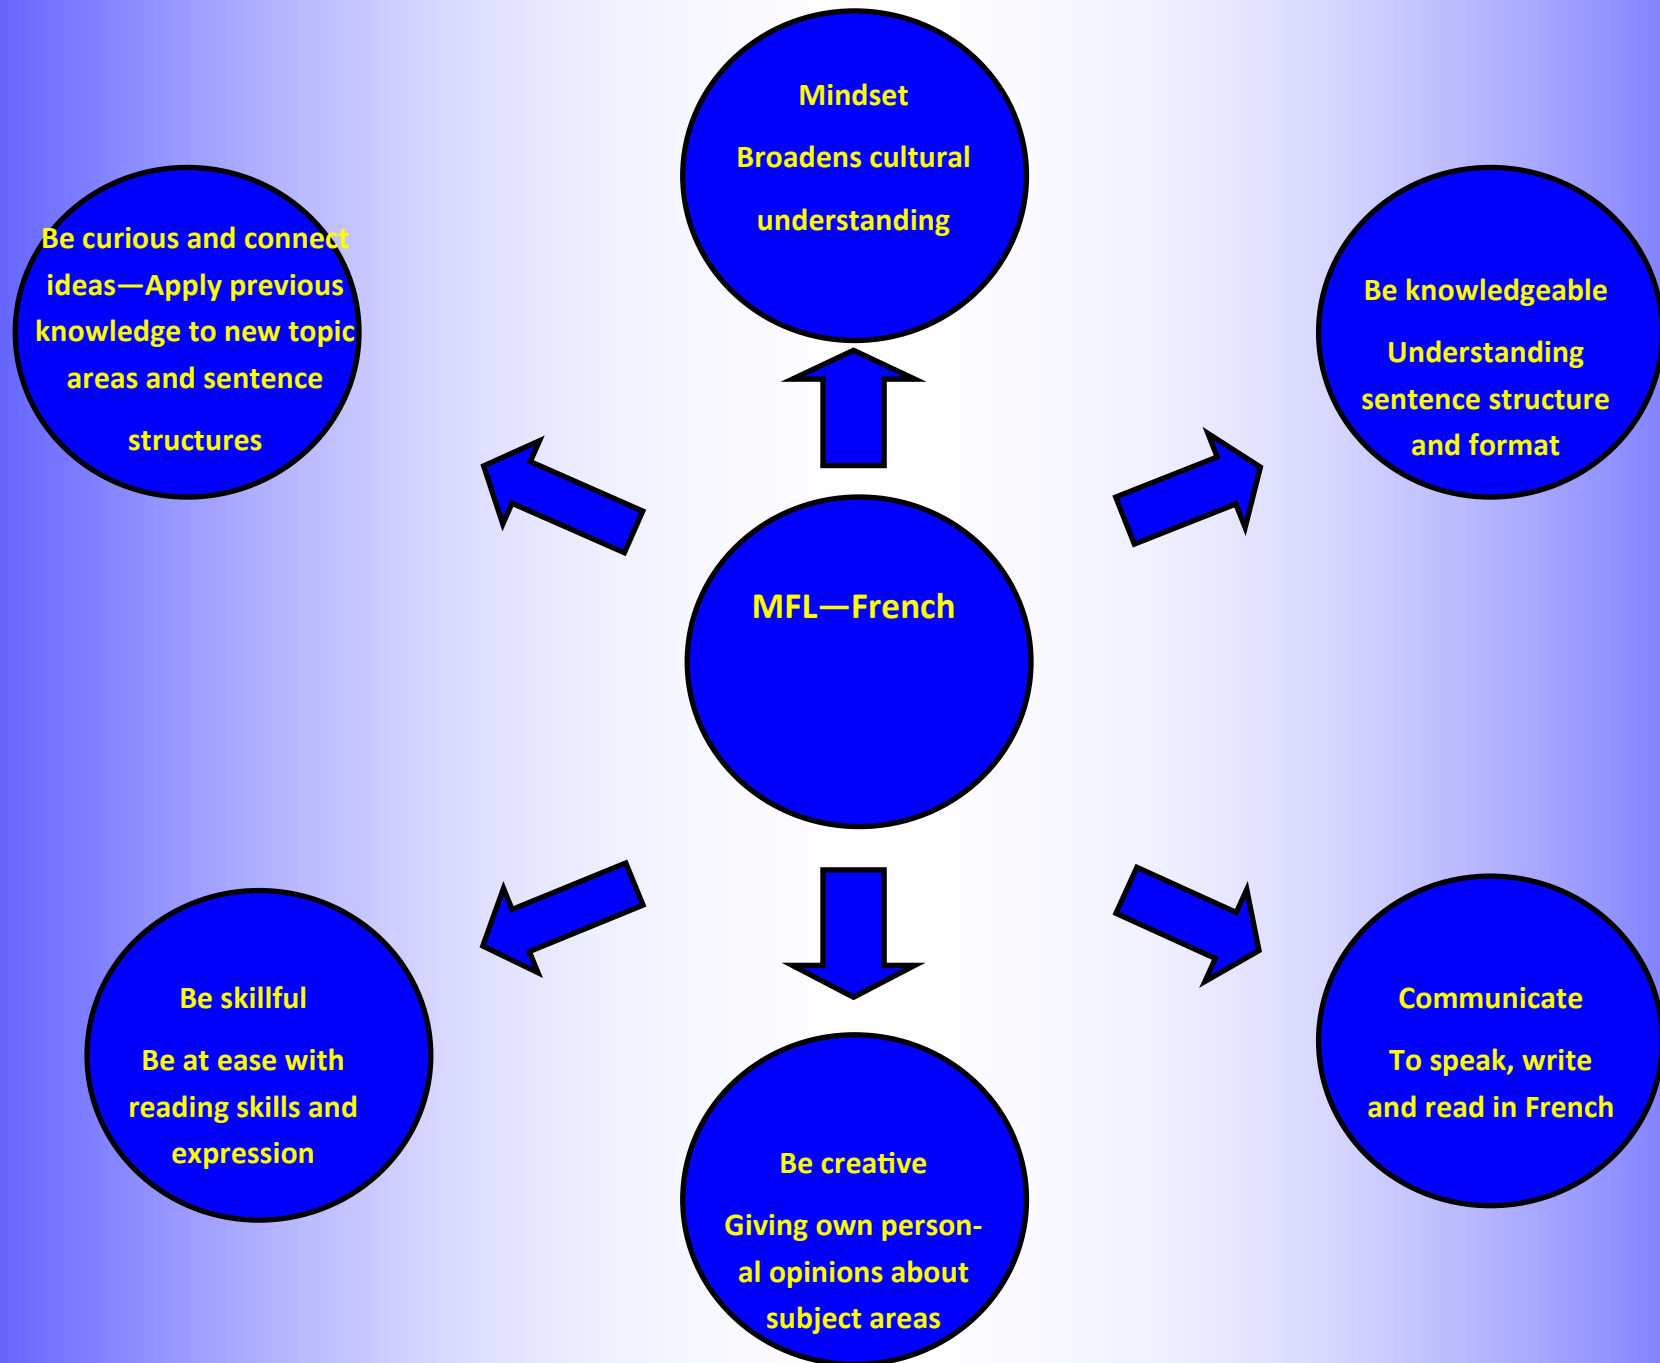 Mindset
Broadens cultural
understanding
Be curious and connect
ideas—Apply previous
knowledge to new topic
areas and sentence
structures
Be knowledgeable
Understanding
sentence structure
and format
MFL—French
Be skillful
Be at ease with
reading skills and
expression
Be creative
Giving own person-
al opinions about
subject areas
Communicate
To speak, write
and read in French